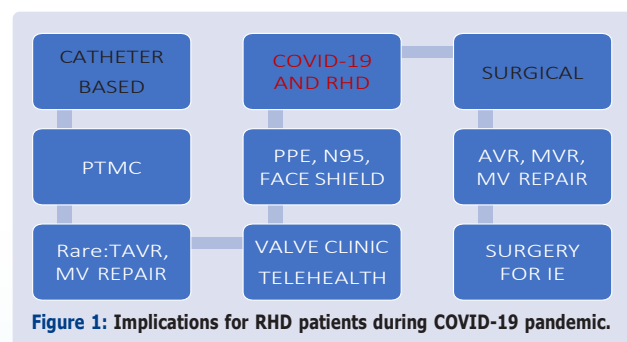 CATHETER
BASED
PTMC
Rare:TAVR,
MV REPAIR
COVID-19
AND RHD
PPE, N95,
FACE SHIELD
VALVE CLINIC
TELEHEALTH
SURGICAL
AVR, MVR,
MV REPAIR
SURGERY
FOR IE
Figure 1: Implications for RHD patients during COVID-19 pandemic.